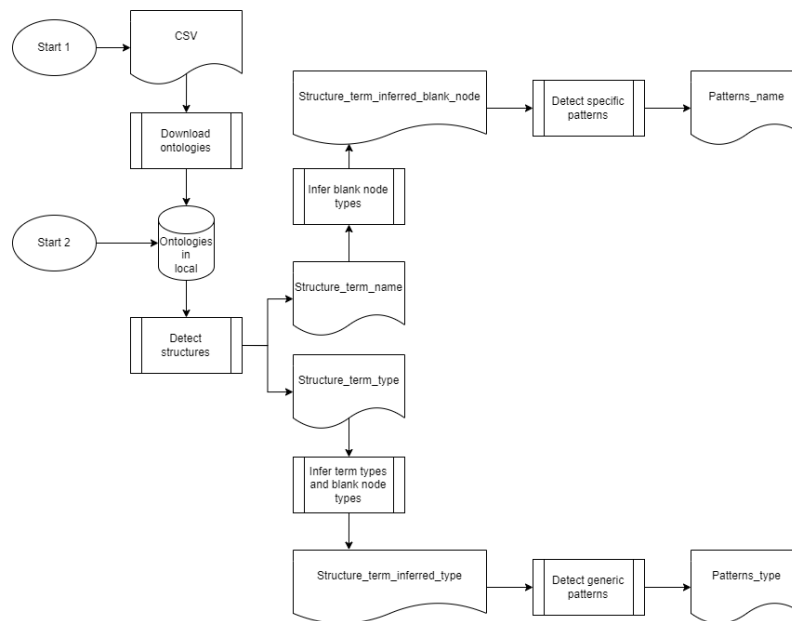 Start 1
CSV
Download
ontologies
Start 2
Ontologies
in
local
Detect
structures
Structure_term_inferred_blank_node
Detect specific
patterns
Patterns_name
Infer blank node
types
Structure_term_name
Structure_term_type
Infer term types
and blank node
types
Structure_term_inferred_type
Detect generic
patterns
Patterns_type